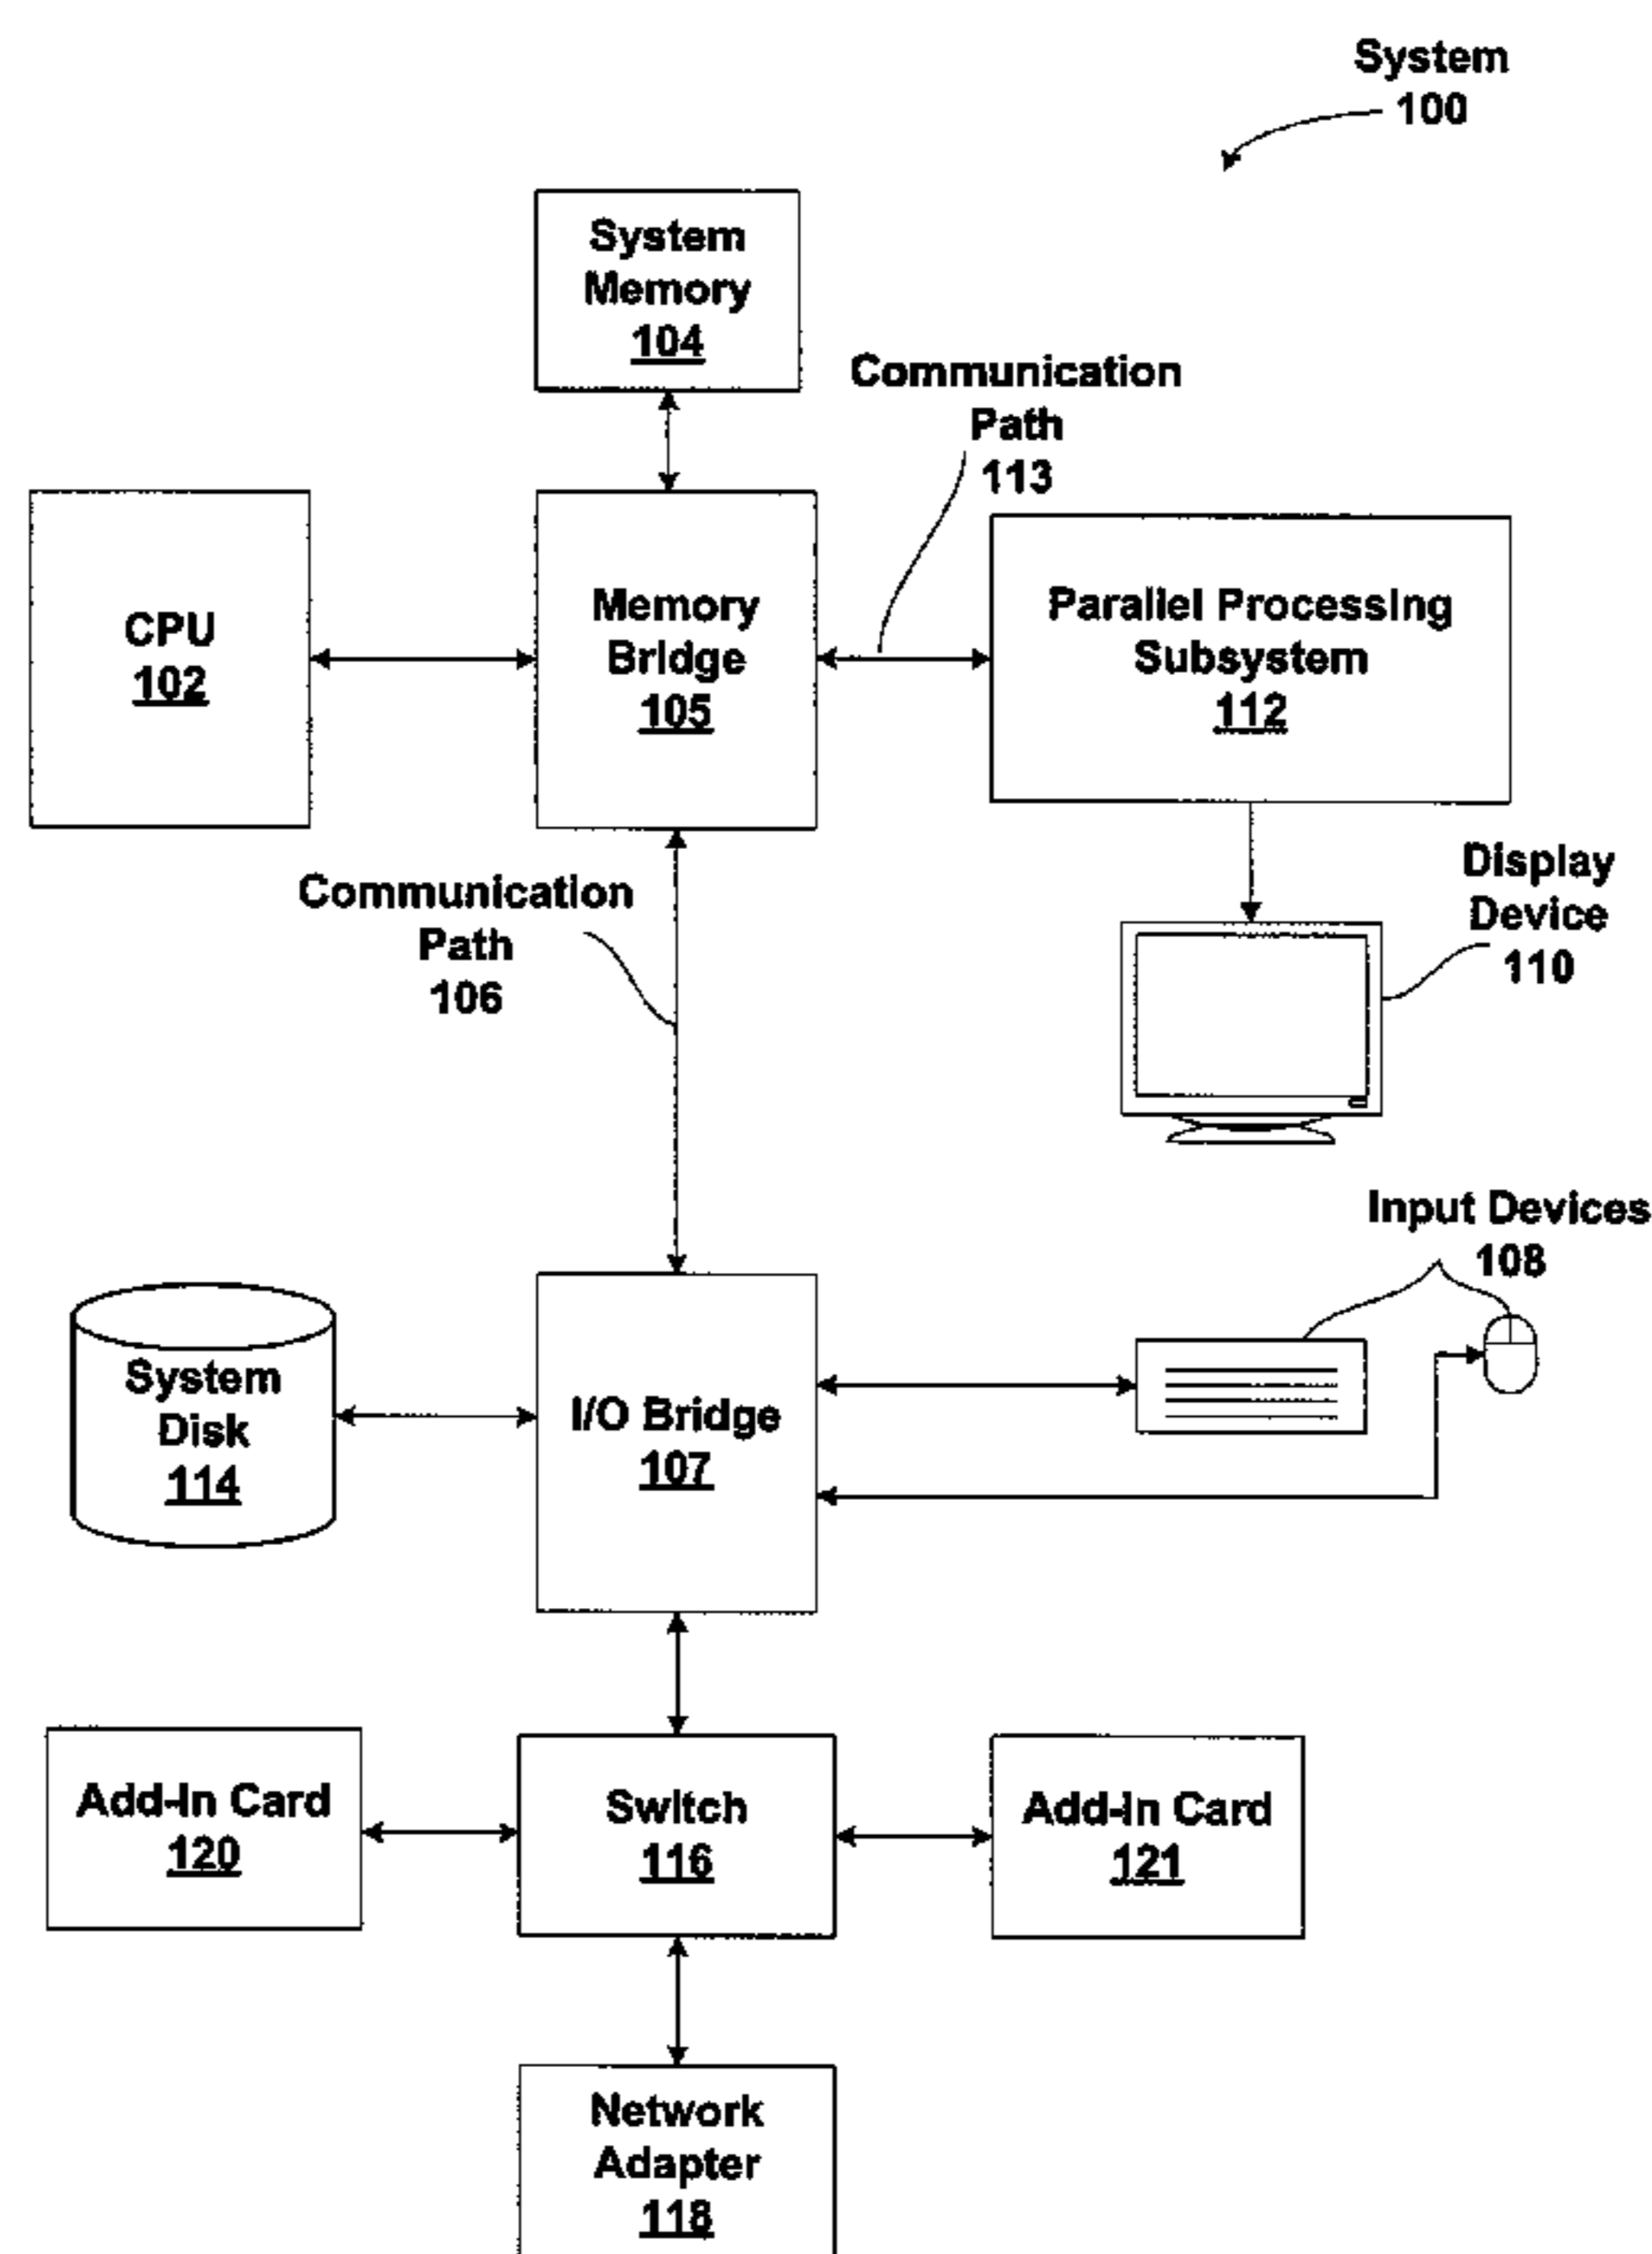 System
100
System
Memory
104
Communication
Path
113
CPU
102
Memory
Bridge
105
Parallel Processing
Subsystem
112
Communication
Path
106
Display
Device
110
Input Devices
108
System
Disk
114
I/O Bridge
107
Add-In Card
120
Switch
116
Add-In Card
121
Network
Adapter
118